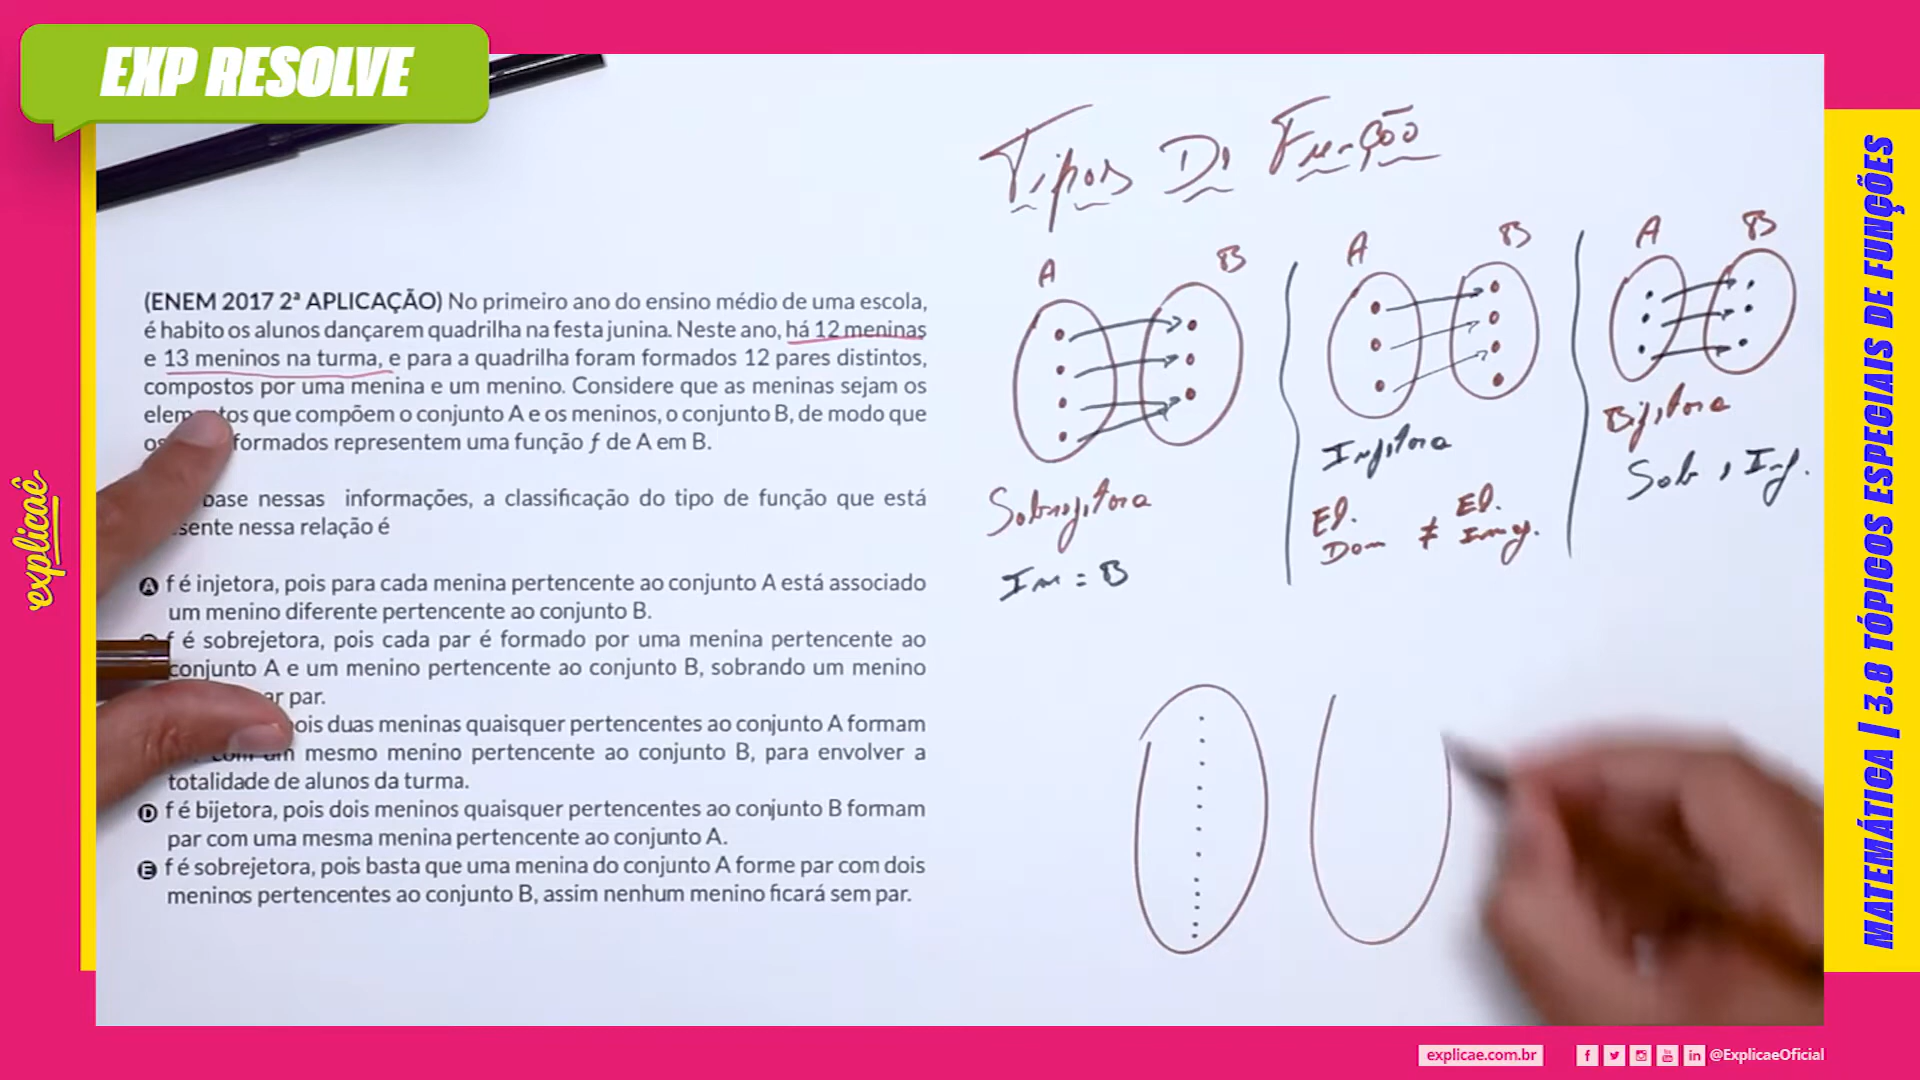 EXP RESOLVE
Tipos De Função
(ENEM 2017 2ª APLICAÇÃO) No primeiro ano do ensino médio de uma escola,
é habito os alunos dançarem quadrilha na festa junina. Neste ano, há 12 meninas
e 13 meninos na turma, e para a quadrilha foram formados 12 pares distintos,
compostos por uma menina e um menino. Considere que as meninas sejam os
elementos que compõem o conjunto A e os meninos, o conjunto B, de modo que
os formados representem uma função f de A em B.
base nessas informações, a classificação do tipo de função que está
sente nessa relação é
A f é injetora, pois para cada menina pertencente ao conjunto A está associado
um menino diferente pertencente ao conjunto B.
f é sobrejetora, pois cada par é formado por uma menina pertencente ao
conjunto A e um menino pertencente ao conjunto B, sobrando um menino
par.
ois duas meninas quaisquer pertencentes ao conjunto A formam
com um mesmo menino pertencente ao conjunto B, para envolver a
totalidade de alunos da turma.
D f é bijetora, pois dois meninos quaisquer pertencentes ao conjunto B formam
par com uma mesma menina pertencente ao conjunto A.
E f é sobrejetora, pois basta que uma menina do conjunto A forme par com dois
meninos pertencentes ao conjunto B, assim nenhum menino ficará sem par.
A B
Sobrejetora
Im = B
A B
Injetora
El. El.
Dom ≠ Img.
A B
Bijetora
Sob , Inj.
explicaê
MATEMÁTICA | 3.8 TÓPICOS ESPECIAIS DE FUNÇÕES
explicae.com.br
@ExplicaeOficial